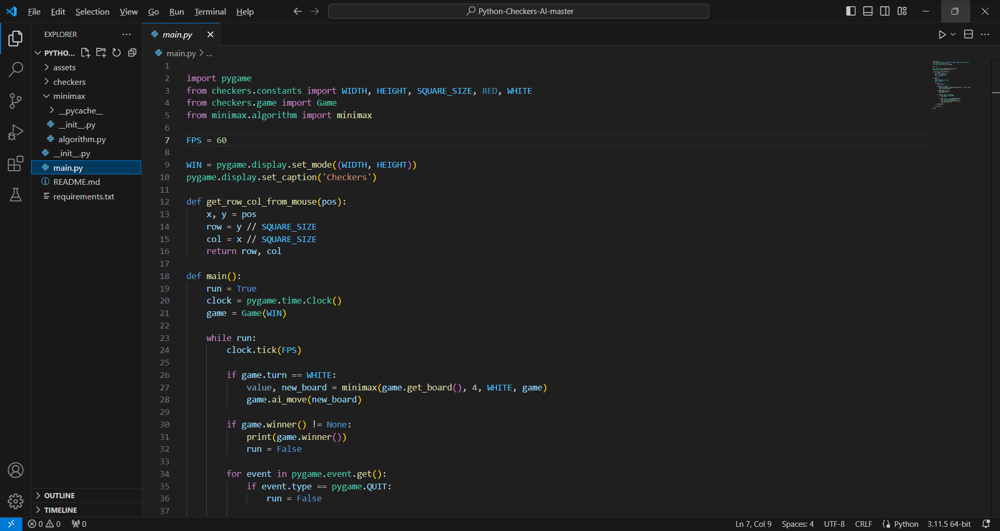 File Edit Selection View Go Run Terminal Help
Python-Checkers-AI-master
EXPLORER
PYTHO...
assets
checkers
minimax
__pycache__
__init__.py
algorithm.py
__init__.py
main.py
README.md
requirements.txt
OUTLINE
TIMELINE
main.py
main.py > ...
1
2 import pygame
3 from checkers.constants import WIDTH, HEIGHT, SQUARE_SIZE, RED, WHITE
4 from checkers.game import Game
5 from minimax.algorithm import minimax
6
7 FPS = 60
8
9 WIN = pygame.display.set_mode((WIDTH, HEIGHT))
10 pygame.display.set_caption('Checkers')
11
12 def get_row_col_from_mouse(pos):
13     x, y = pos
14     row = y // SQUARE_SIZE
15     col = x // SQUARE_SIZE
16     return row, col
17
18 def main():
19     run = True
20     clock = pygame.time.Clock()
21     game = Game(WIN)
22
23     while run:
24         clock.tick(FPS)
25
26         if game.turn == WHITE:
27             value, new_board = minimax(game.get_board(), 4, WHITE, game)
28             game.ai_move(new_board)
29
30         if game.winner() != None:
31             print(game.winner())
32             run = False
33
34         for event in pygame.event.get():
35             if event.type == pygame.QUIT:
36                 run = False
37
0 0 0
Ln 7, Col 9 Spaces: 4 UTF-8 CRLF Python 3.11.5 64-bit